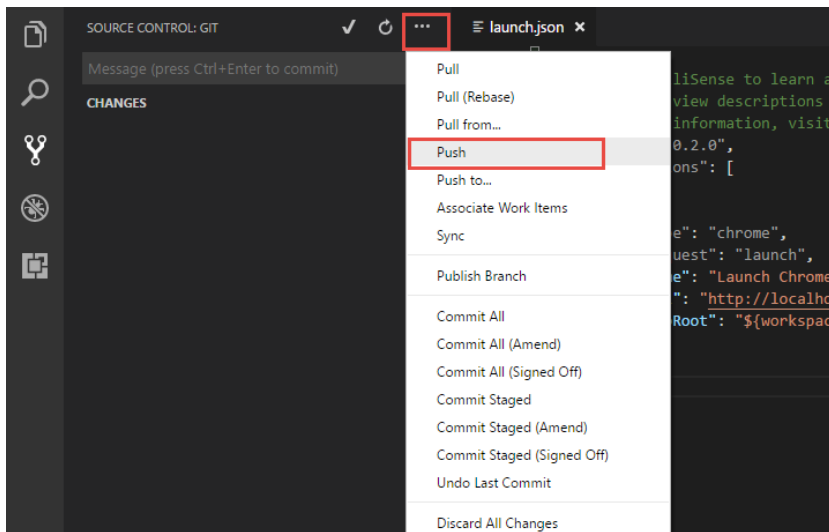 SOURCE CONTROL: GIT
launch.json
Message (press Ctrl+Enter to commit)
CHANGES
Pull
Pull (Rebase)
Pull from...
Push
Push to...
Associate Work Items
Sync
Publish Branch
Commit All
Commit All (Amend)
Commit All (Signed Off)
Commit Staged
Commit Staged (Amend)
Commit Staged (Signed Off)
Undo Last Commit
Discard All Changes
liSense to learn a
view descriptions
information, visit
0.2.0",
ons": [
e": "chrome",
uest": "launch",
e": "Launch Chrome
": "http://localho
Root": "${workspac